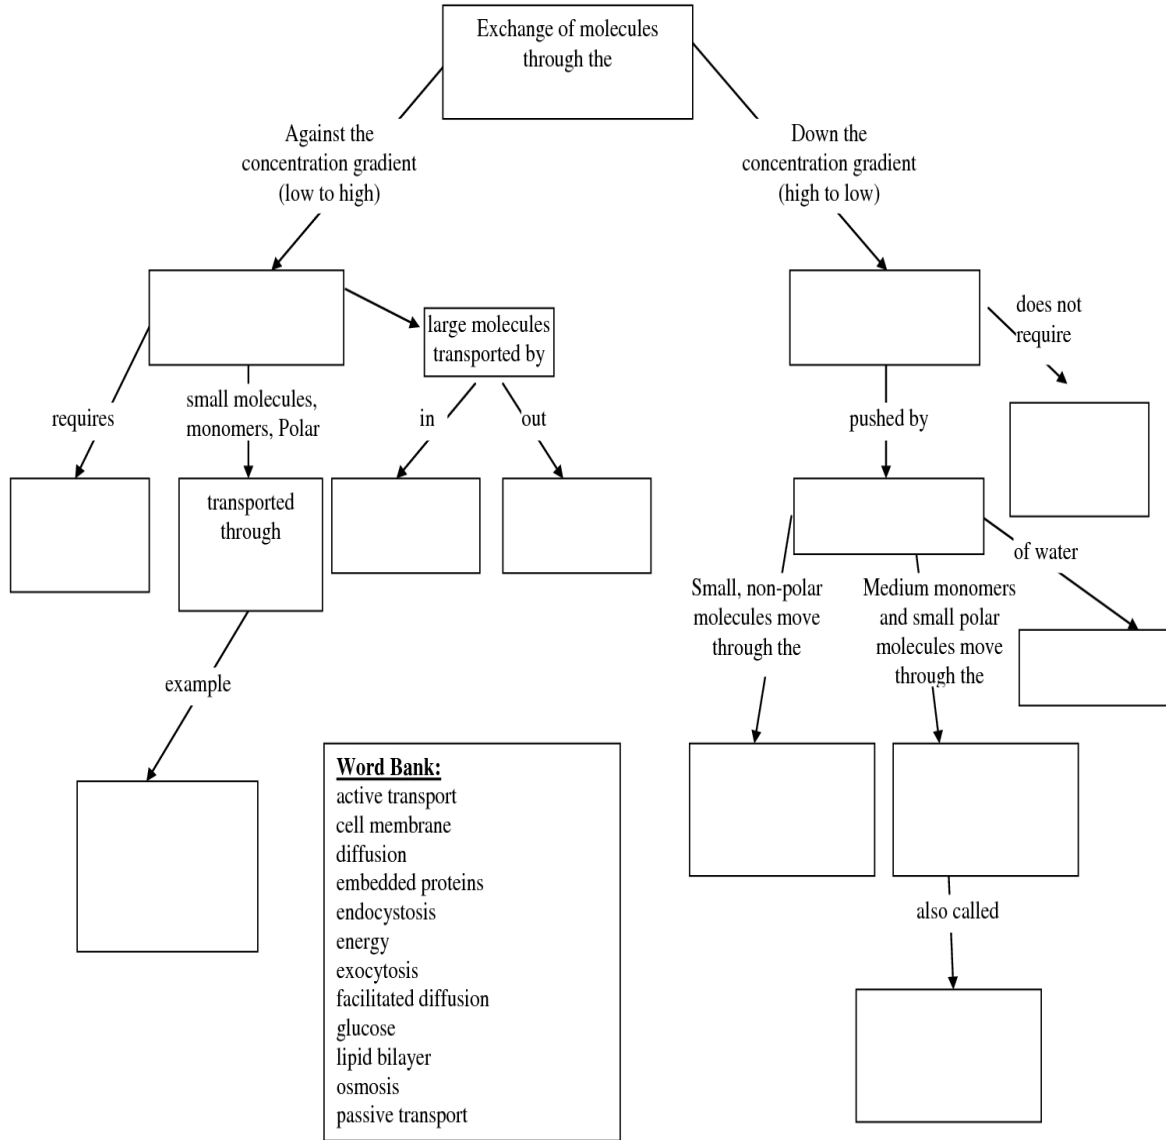 Exchange of molecules
through the
Against the
concentration gradient
(low to high)
Down the
concentration gradient
(high to low)
large molecules
transported by
does not
require
requires
small molecules,
monomers, Polar
in
out
pushed by
transported
through
of water
Small, non-polar
molecules move
through the
Medium monomers
and small polar
molecules move
through the
example
Word Bank:
active transport
cell membrane
diffusion
embedded proteins
endocystosis
energy
exocytosis
facilitated diffusion
glucose
lipid bilayer
osmosis
passive transport
also called